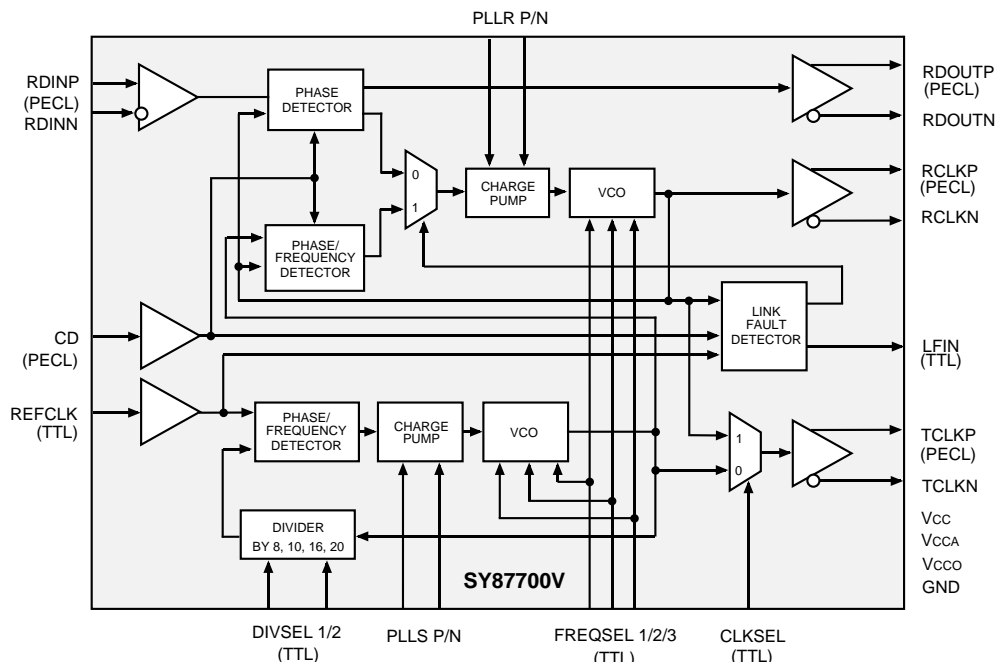 PLLR P/N
RDINP
(PECL)
RDINN
PHASE
DETECTOR
RDOUTP
(PECL)
RDOUTN
0
1
CHARGE
PUMP
VCO
RCLKP
(PECL)
RCLKN
PHASE/
FREQUENCY
DETECTOR
CD
(PECL)
LINK
FAULT
DETECTOR
LFIN
(TTL)
REFCLK
(TTL)
PHASE/
FREQUENCY
DETECTOR
CHARGE
PUMP
VCO
1
0
TCLKP
(PECL)
TCLKN
DIVIDER
BY 8, 10, 16, 20
SY87700V
VCC
VCCA
VCCO
GND
DIVSEL 1/2
(TTL)
PLLS P/N
FREQSEL 1/2/3
(TTL)
CLKSEL
(TTL)